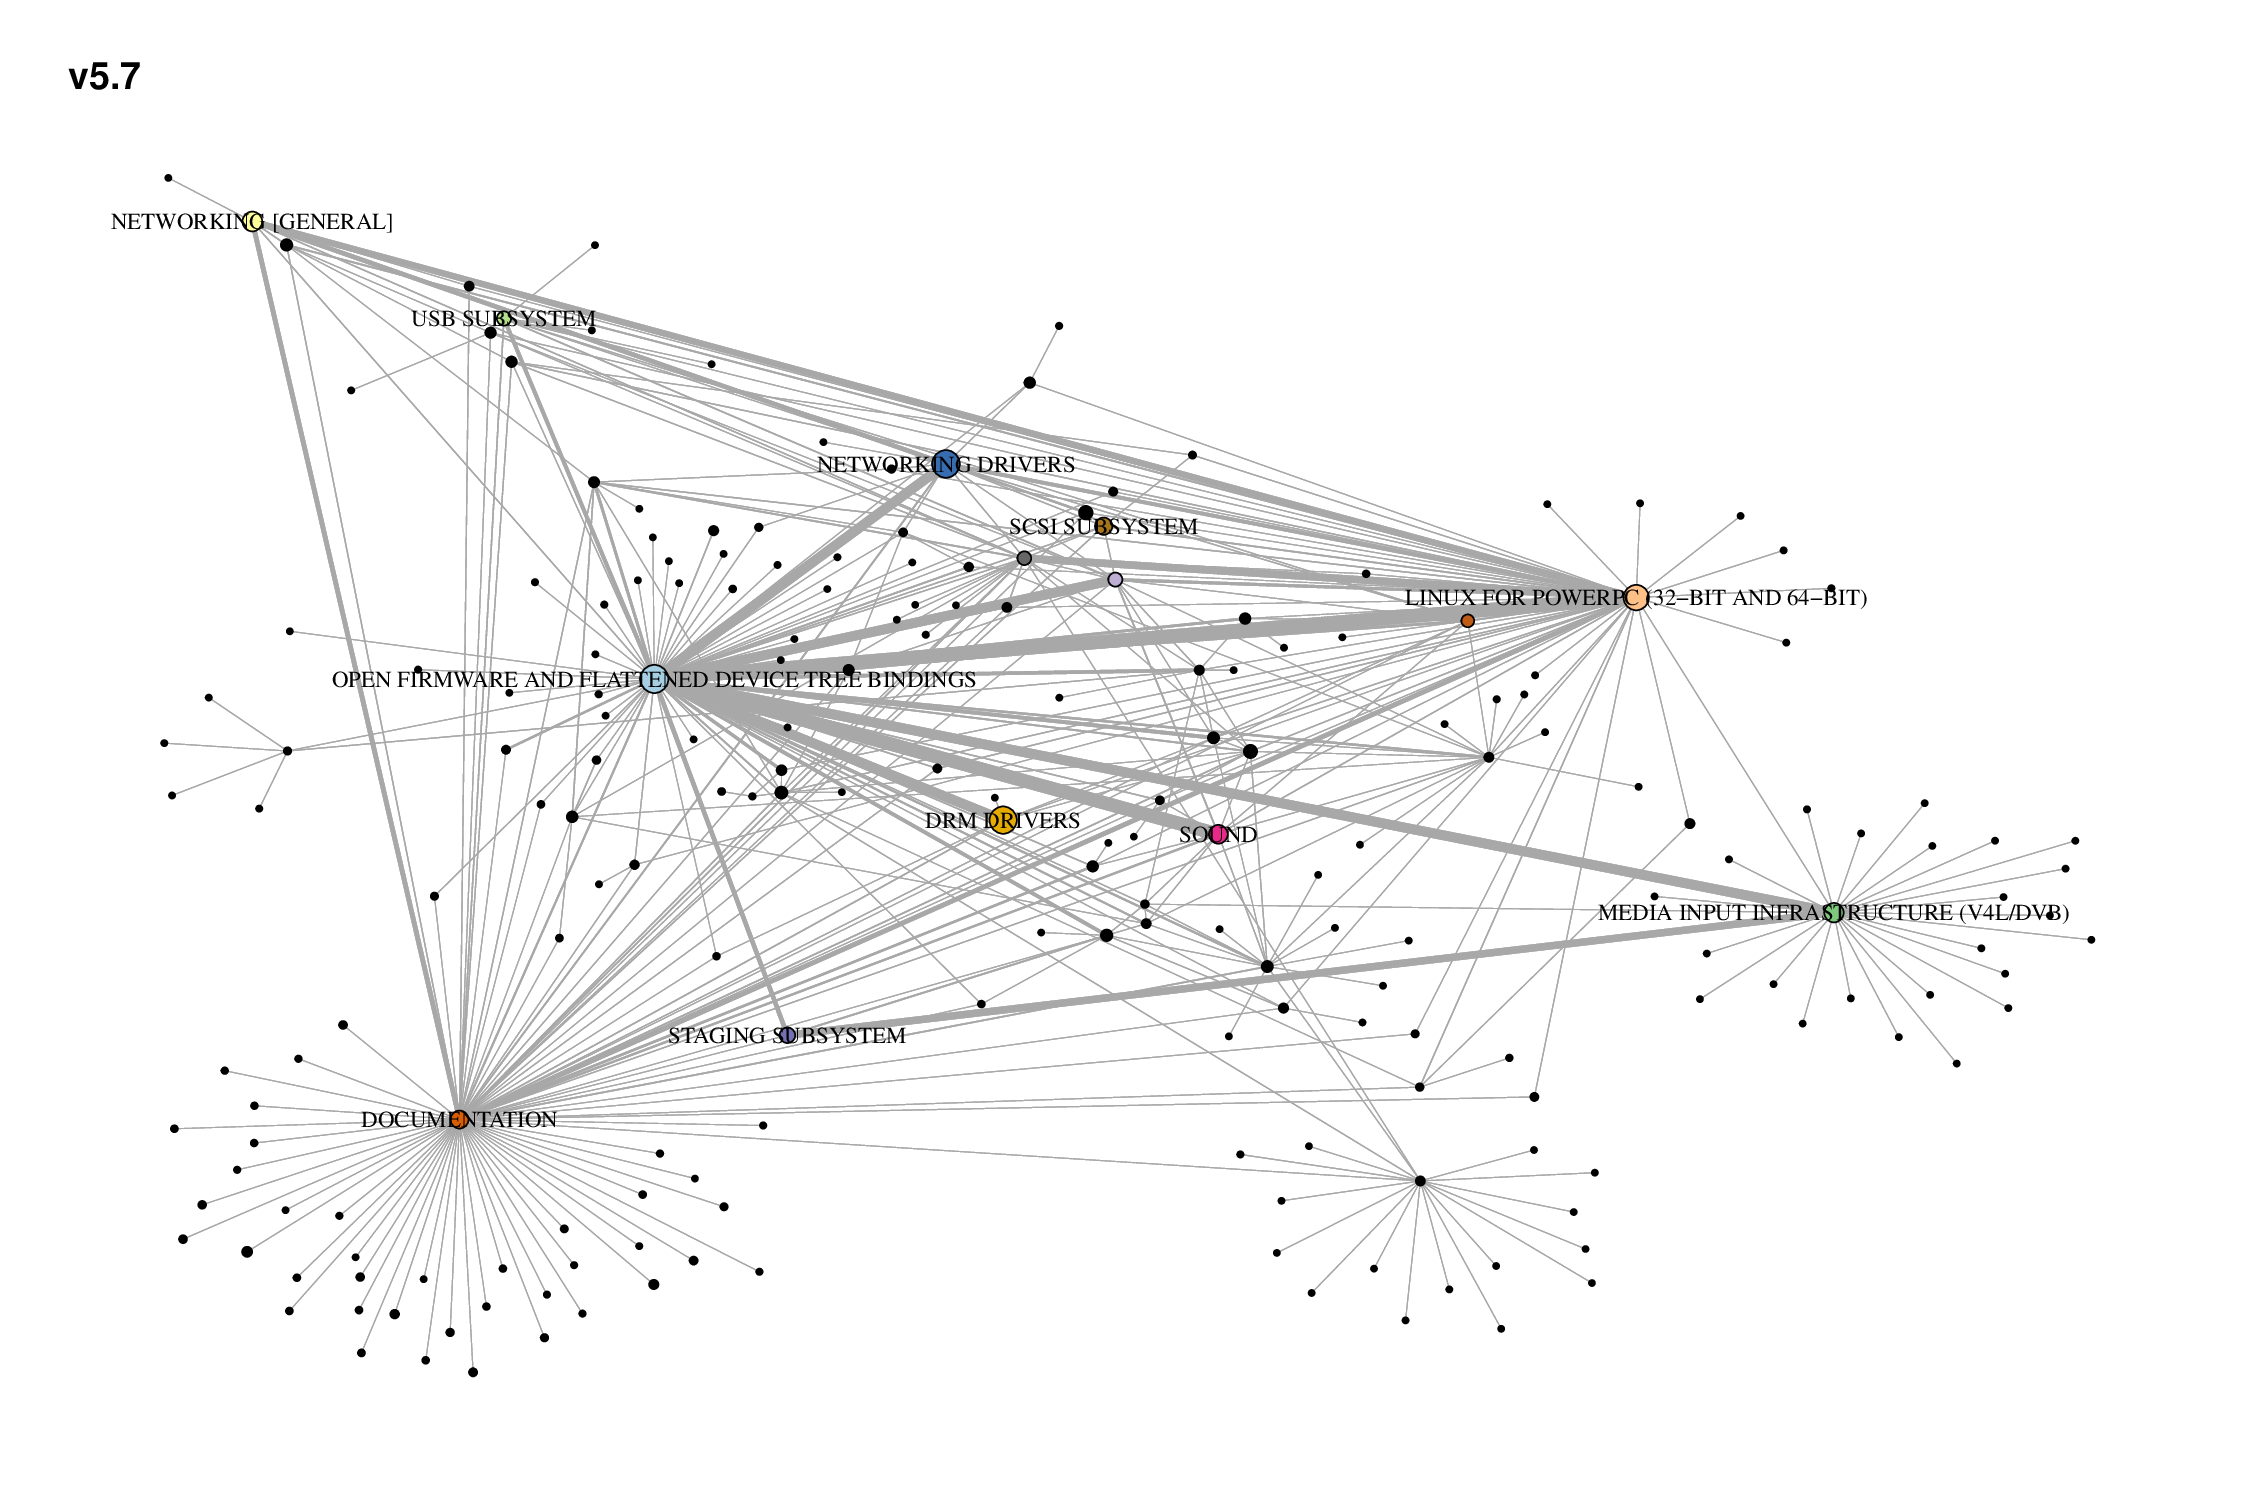 v5.7
NETWORKING [GENERAL]
USB SUBSYSTEM
NETWORKING DRIVERS
SCSI SUBSYSTEM
LINUX FOR POWERPC (32−BIT AND 64−BIT)
OPEN FIRMWARE AND FLATTENED DEVICE TREE BINDINGS
DRM DRIVERS
SOUND
MEDIA INPUT INFRASTRUCTURE (V4L/DVB)
STAGING SUBSYSTEM
DOCUMENTATION